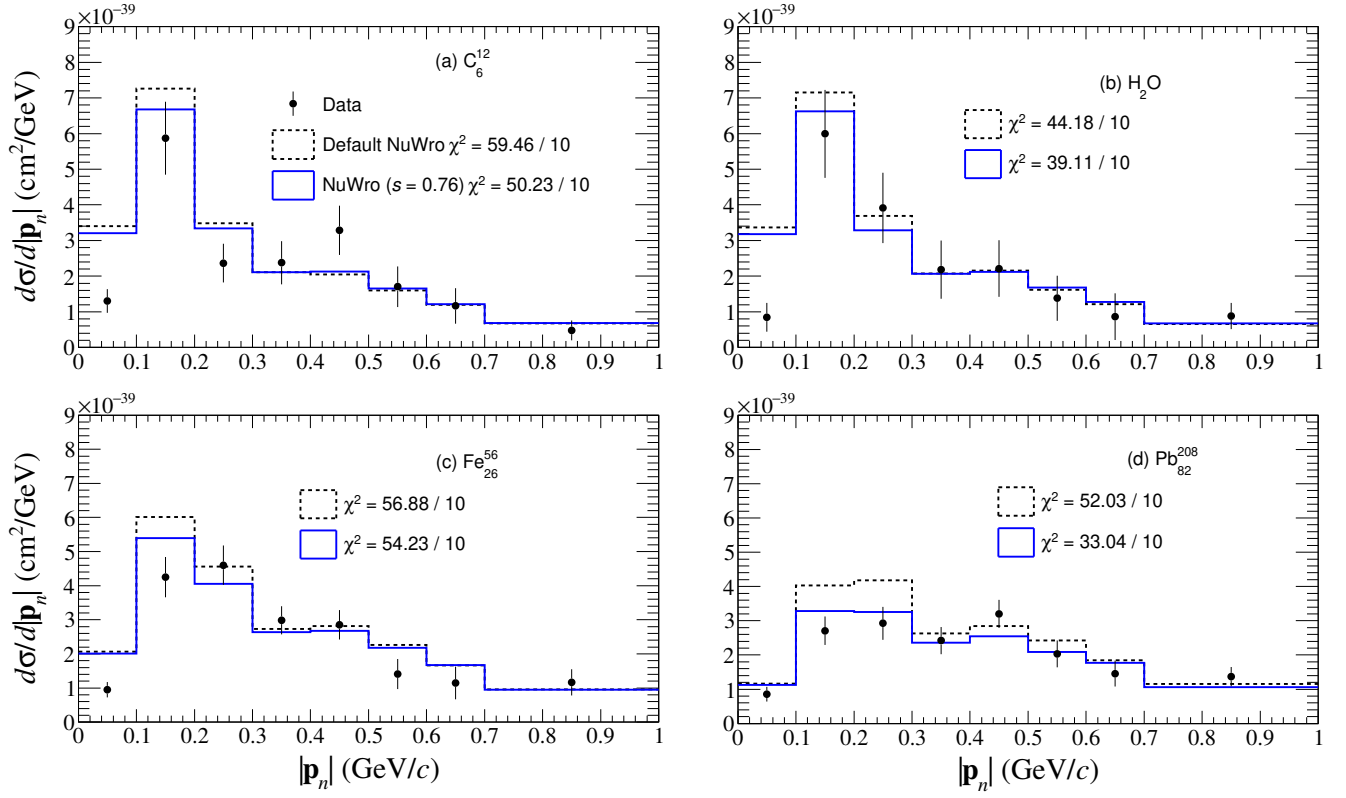 ×10⁻³⁹
9
8
7
6
5
4
3
2
1
0
dσ/d|pₙ| (cm²/GeV)
(a) C₆¹²
Data
Default NuWro χ² = 59.46 / 10
NuWro (s = 0.76) χ² = 50.23 / 10
0 0.1 0.2 0.3 0.4 0.5 0.6 0.7 0.8 0.9 1
×10⁻³⁹
9
8
7
6
5
4
3
2
1
0
(b) H₂O
χ² = 44.18 / 10
χ² = 39.11 / 10
0 0.1 0.2 0.3 0.4 0.5 0.6 0.7 0.8 0.9 1
×10⁻³⁹
9
8
7
6
5
4
3
2
1
0
dσ/d|pₙ| (cm²/GeV)
(c) Fe₂₆⁵⁶
χ² = 56.88 / 10
χ² = 54.23 / 10
0 0.1 0.2 0.3 0.4 0.5 0.6 0.7 0.8 0.9 1
|pₙ| (GeV/c)
×10⁻³⁹
9
8
7
6
5
4
3
2
1
0
(d) Pb₈₂²⁰⁸
χ² = 52.03 / 10
χ² = 33.04 / 10
0 0.1 0.2 0.3 0.4 0.5 0.6 0.7 0.8 0.9 1
|pₙ| (GeV/c)